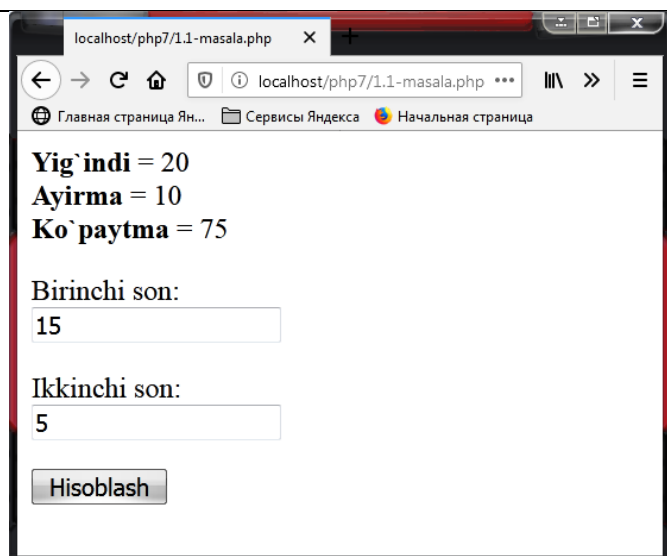 localhost/php7/1.1-masala.php
localhost/php7/1.1-masala.php
Главная страница Ян... Сервисы Яндекса Начальная страница
Yig`indi = 20
Ayirma = 10
Ko`paytma = 75
Birinchi son:
15
Ikkinchi son:
5
Hisoblash